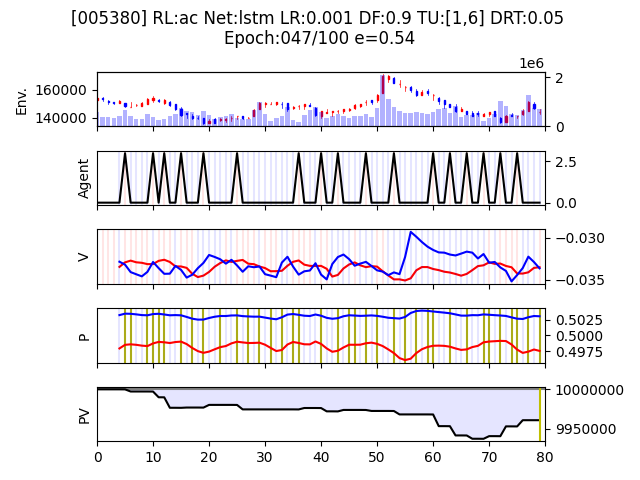 [005380] RL:ac Net:lstm LR:0.001 DF:0.9 TU:[1,6] DRT:0.05
Epoch:047/100 e=0.54
1e6
Env.
160000
140000
2
0
Agent
2.5
0.0
V
−0.030
−0.035
P
0.5025
0.5000
0.4975
PV
10000000
9950000
0 10 20 30 40 50 60 70 80